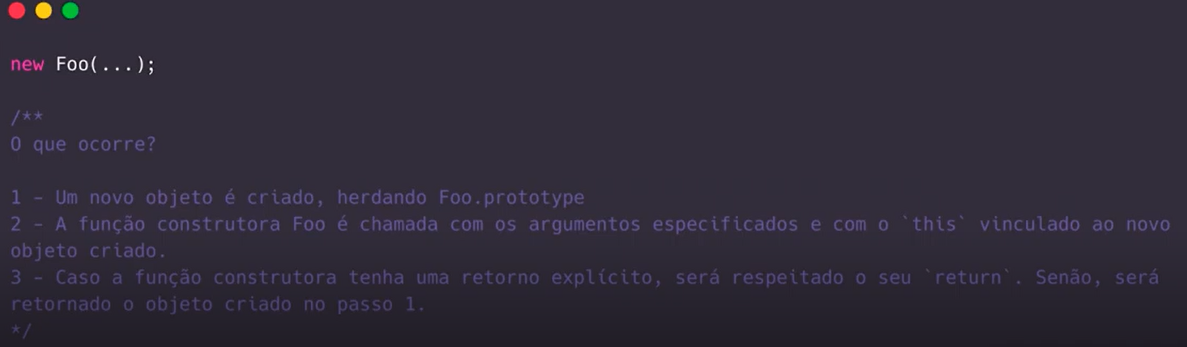 new Foo(...);
/**
O que ocorre?
1 - Um novo objeto é criado, herdando Foo.prototype
2 - A função construtora Foo é chamada com os argumentos especificados e com o `this` vinculado ao novo
objeto criado.
3 - Caso a função construtora tenha uma retorno explícito, será respeitado o seu `return`. Senão, será
retornado o objeto criado no passo 1.
*/